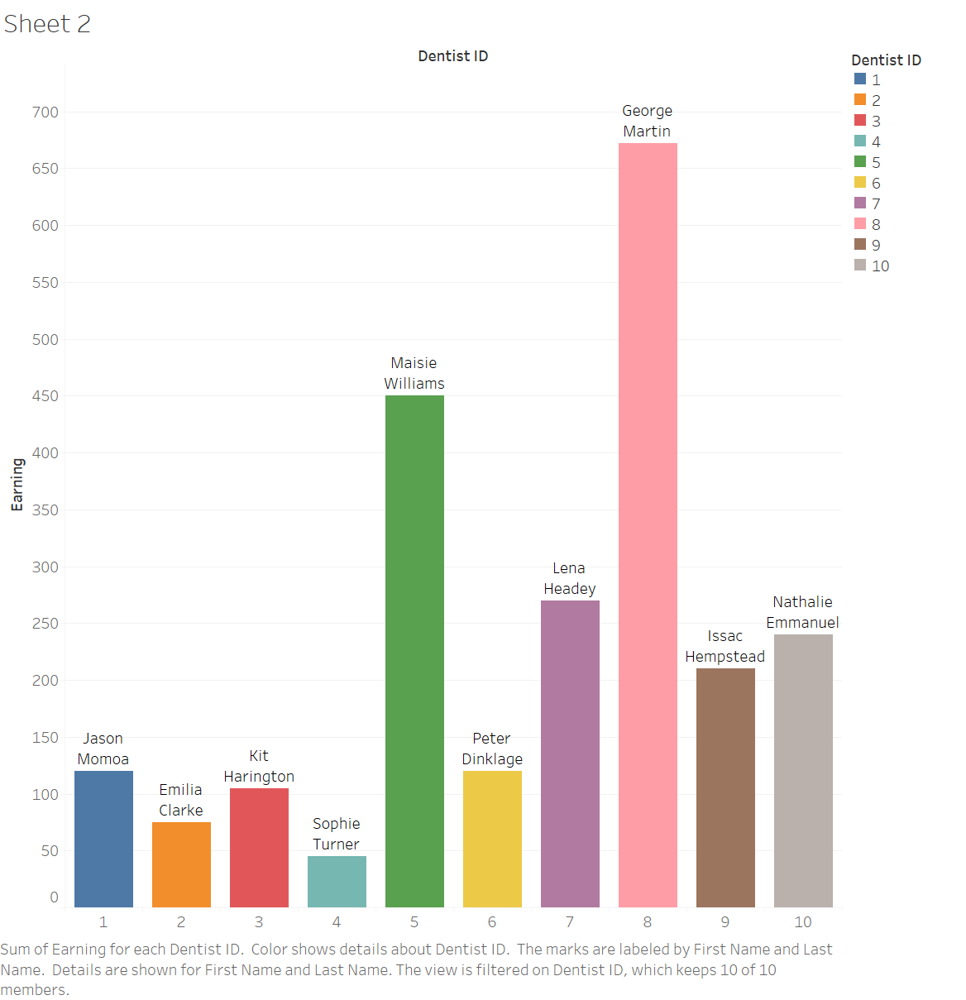 Sheet 2
Dentist ID
Dentist ID
1
2
3
4
5
6
7
8
9
10
700
650
600
550
500
450
400
350
300
250
200
150
100
50
0
Earning
George
Martin
Maisie
Williams
Lena
Headey
Nathalie
Emmanuel
Issac
Hempstead
Jason
Momoa
Peter
Dinklage
Kit
Harington
Emilia
Clarke
Sophie
Turner
1 2 3 4 5 6 7 8 9 10
Sum of Earning for each Dentist ID. Color shows details about Dentist ID. The marks are labeled by First Name and Last
Name. Details are shown for First Name and Last Name. The view is filtered on Dentist ID, which keeps 10 of 10
members.